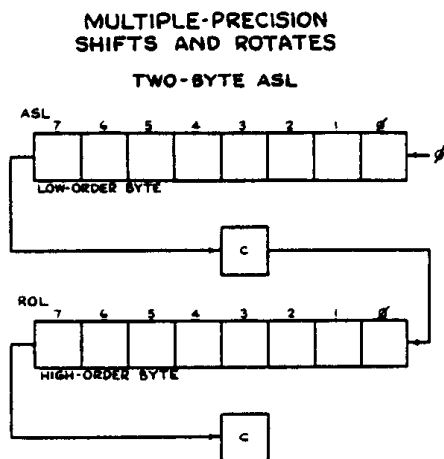 MULTIPLE-PRECISION
SHIFTS AND ROTATES
TWO-BYTE ASL
ASL
7 6 5 4 3 2 1 Ø
Ø
LOW-ORDER BYTE
C
ROL
7 6 5 4 3 2 1 Ø
HIGH-ORDER BYTE
C